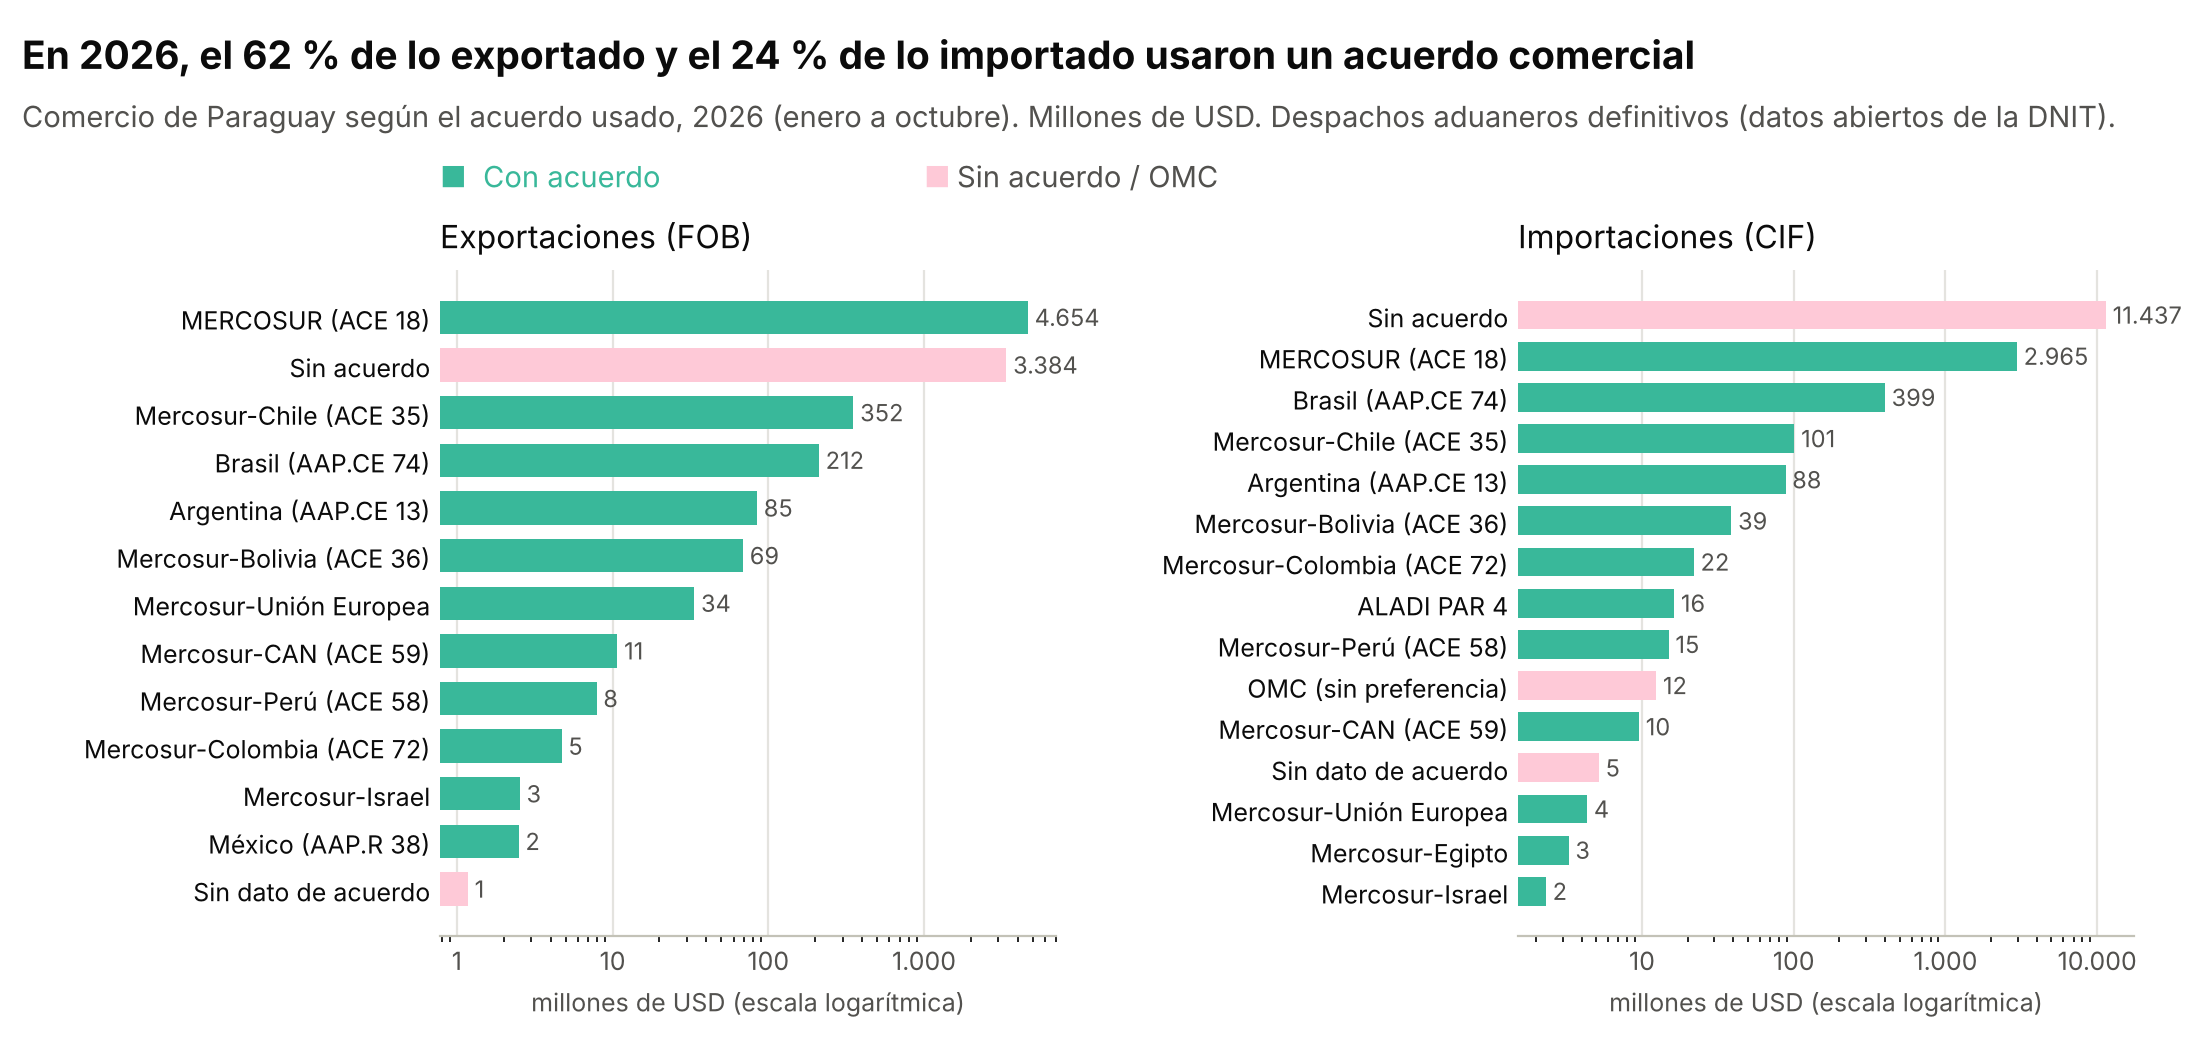 En 2026, el 62 % de lo exportado y el 24 % de lo importado usaron un acuerdo comercial
Comercio de Paraguay según el acuerdo usado, 2026 (enero a octubre). Millones de USD. Despachos aduaneros definitivos (datos abiertos de la DNIT).
Con acuerdo
Sin acuerdo / OMC
Exportaciones (FOB)
MERCOSUR (ACE 18) 4.654
Sin acuerdo 3.384
Mercosur-Chile (ACE 35) 352
Brasil (AAP.CE 74) 212
Argentina (AAP.CE 13) 85
Mercosur-Bolivia (ACE 36) 69
Mercosur-Unión Europea 34
Mercosur-CAN (ACE 59) 11
Mercosur-Perú (ACE 58) 8
Mercosur-Colombia (ACE 72) 5
Mercosur-Israel 3
México (AAP.R 38) 2
Sin dato de acuerdo 1
1 10 100 1.000
millones de USD (escala logarítmica)
Importaciones (CIF)
Sin acuerdo 11.437
MERCOSUR (ACE 18) 2.965
Brasil (AAP.CE 74) 399
Mercosur-Chile (ACE 35) 101
Argentina (AAP.CE 13) 88
Mercosur-Bolivia (ACE 36) 39
Mercosur-Colombia (ACE 72) 22
ALADI PAR 4 16
Mercosur-Perú (ACE 58) 15
OMC (sin preferencia) 12
Mercosur-CAN (ACE 59) 10
Sin dato de acuerdo 5
Mercosur-Unión Europea 4
Mercosur-Egipto 3
Mercosur-Israel 2
10 100 1.000 10.000
millones de USD (escala logarítmica)